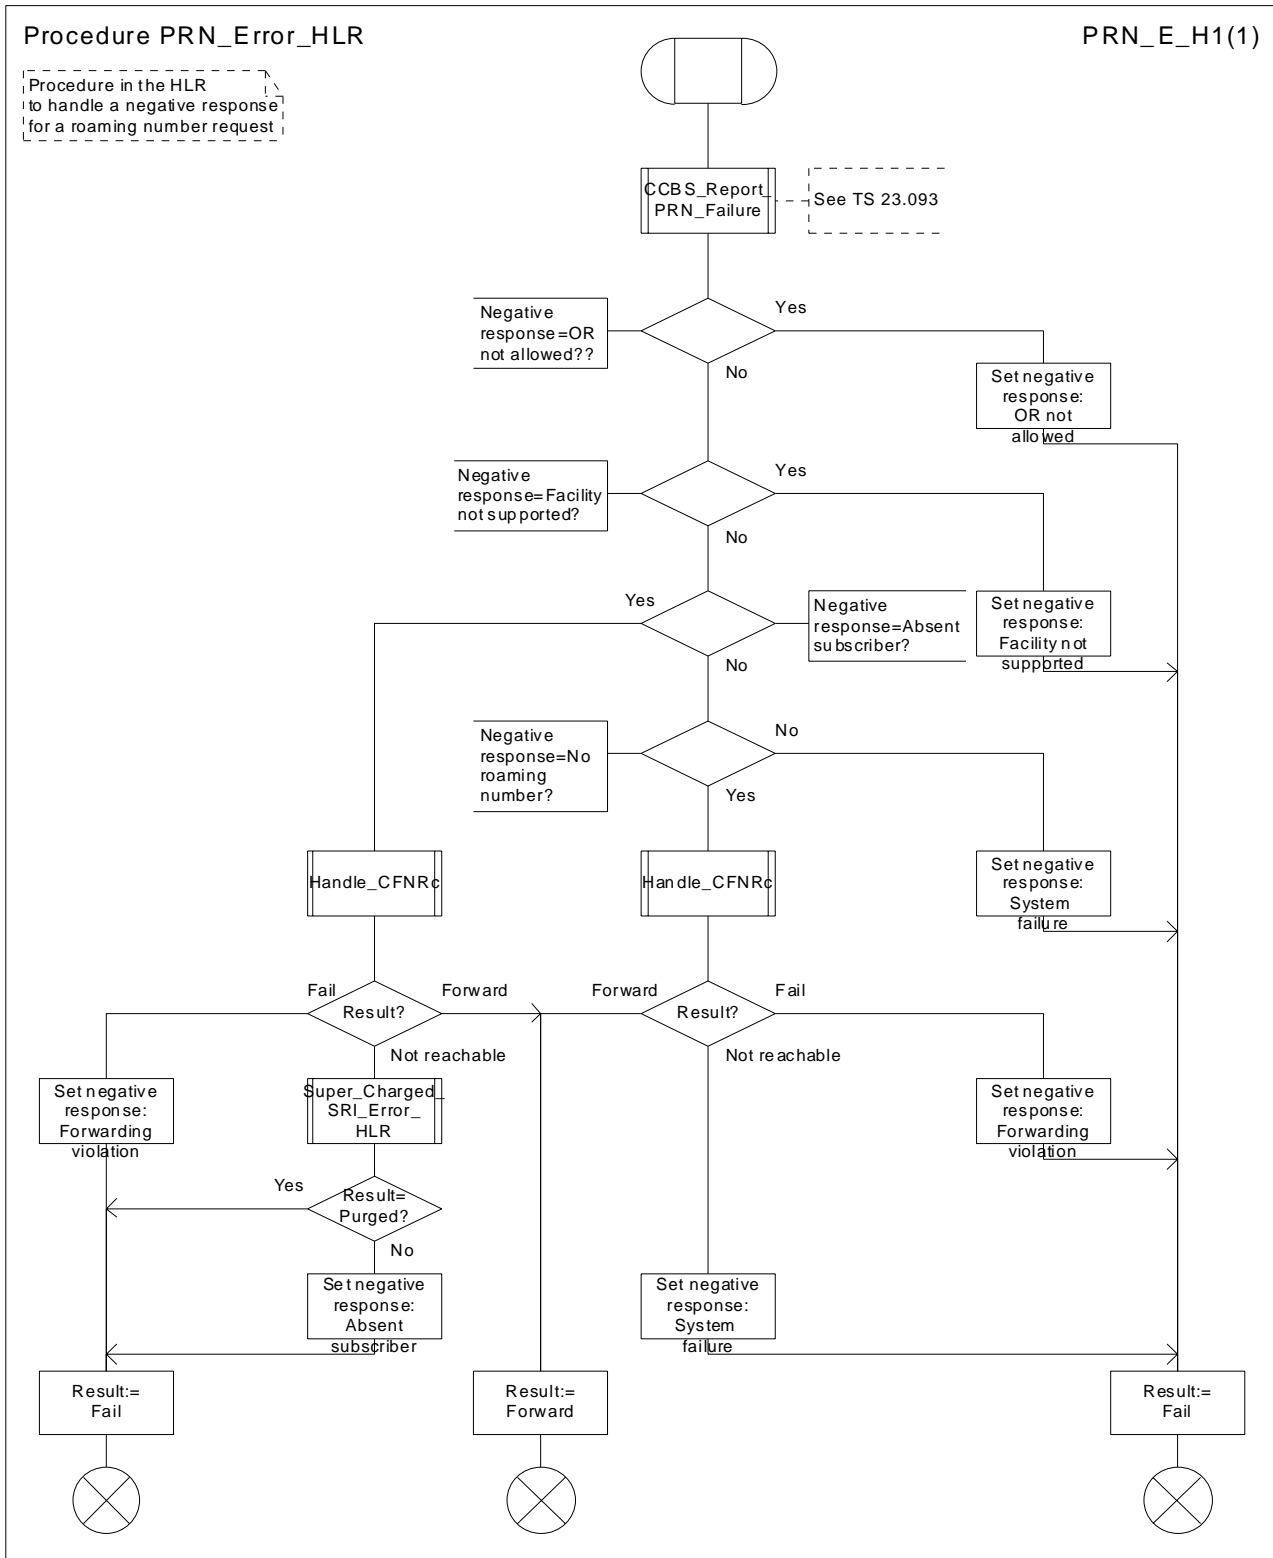 Procedure PRN_Error_HLR
PRN_E_H1(1)
Procedure in the HLR
to handle a negative response
for a roaming number request
CCBS_Report_
PRN_Failure
See TS 23.093
Negative
response=OR
not allowed??
Yes
No
Set negative
response:
OR not
allowed
Negative
response=Facility
not supported?
Yes
No
Yes
Negative
response=Absent
subscriber?
Set negative
response:
Facility not
supported
No
Negative
response=No
roaming
number?
No
Yes
Handle_CFNRc
Handle_CFNRc
Set negative
response:
System
failure
Fail
Result?
Forward
Forward
Result?
Fail
Not reachable
Not reachable
Set negative
response:
Forwarding
violation
Super_Charged_
SRI_Error_
HLR
Set negative
response:
Forwarding
violation
Yes
Result=
Purged?
No
Set negative
response:
Absent
subscriber
Set negative
response:
System
failure
Result:=
Fail
Result:=
Forward
Result:=
Fail